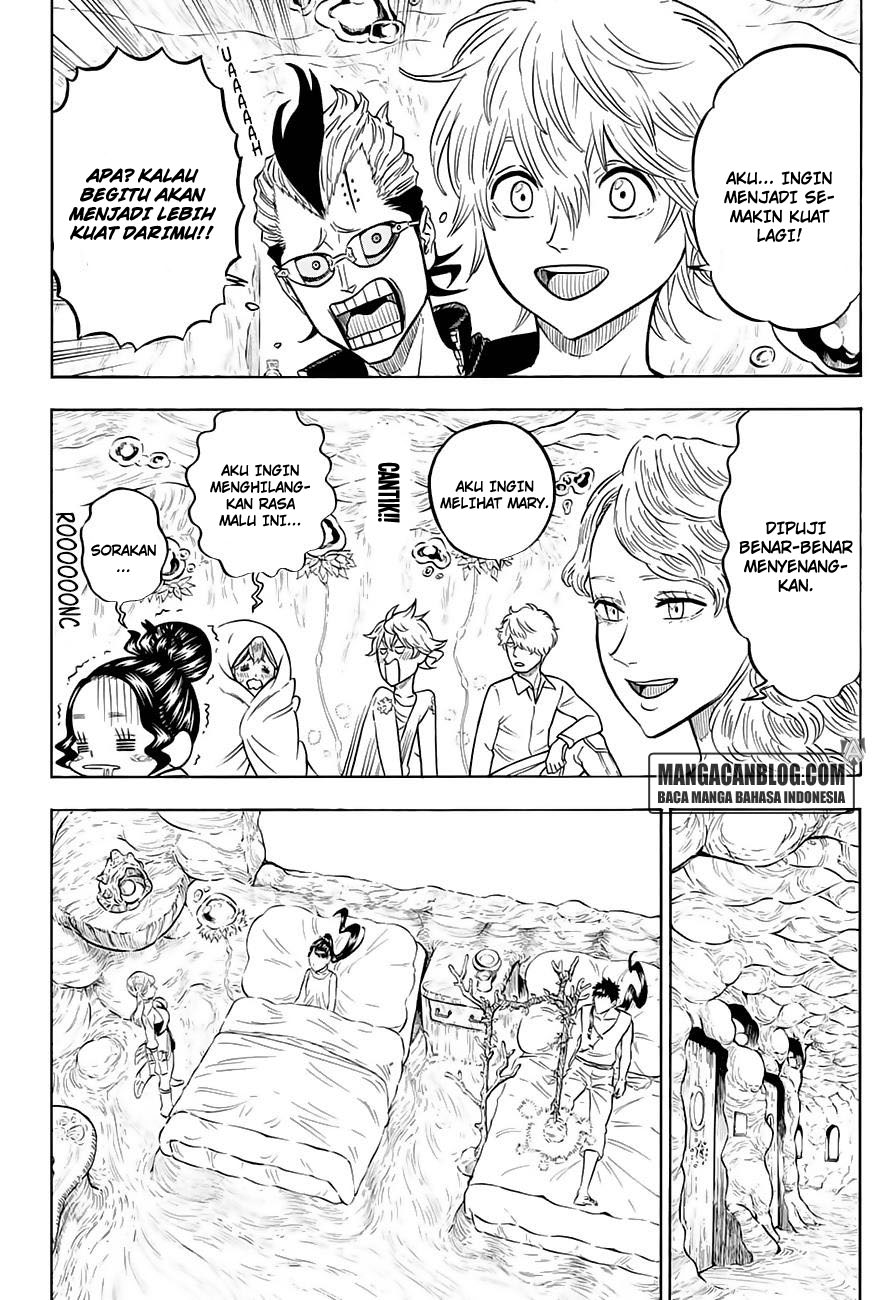 AKU... INGIN
MENJADI SE-
MAKIN KUAT
LAGI!
UAAAAAH
APA? KALAU
BEGITU AKAN
MENJADI LEBIH
KUAT DARIMU!!
DIPUJI
BENAR-BENAR
MENYENANG-
KAN.
AKU INGIN
MELIHAT MARY.
CANTIK!!
AKU INGIN
MENGHILANG-
KAN RASA
MALU INI...
SORAKAN
...
ROOOOOONC
MANGACANBLOG.COM
BACA MANGA BAHASA INDONESIA